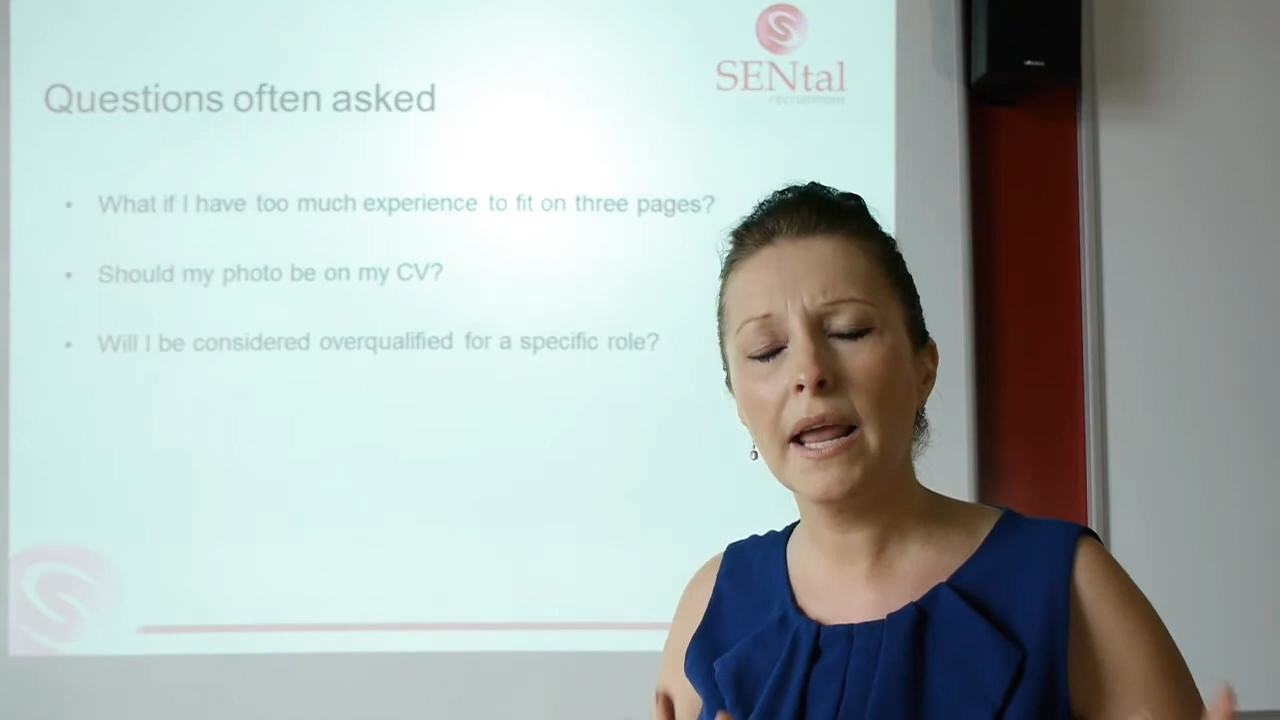 SENtal
recruitment
Questions often asked
• What if I have too much experience to fit on three pages?
• Should my photo be on my CV?
• Will I be considered overqualified for a specific role?